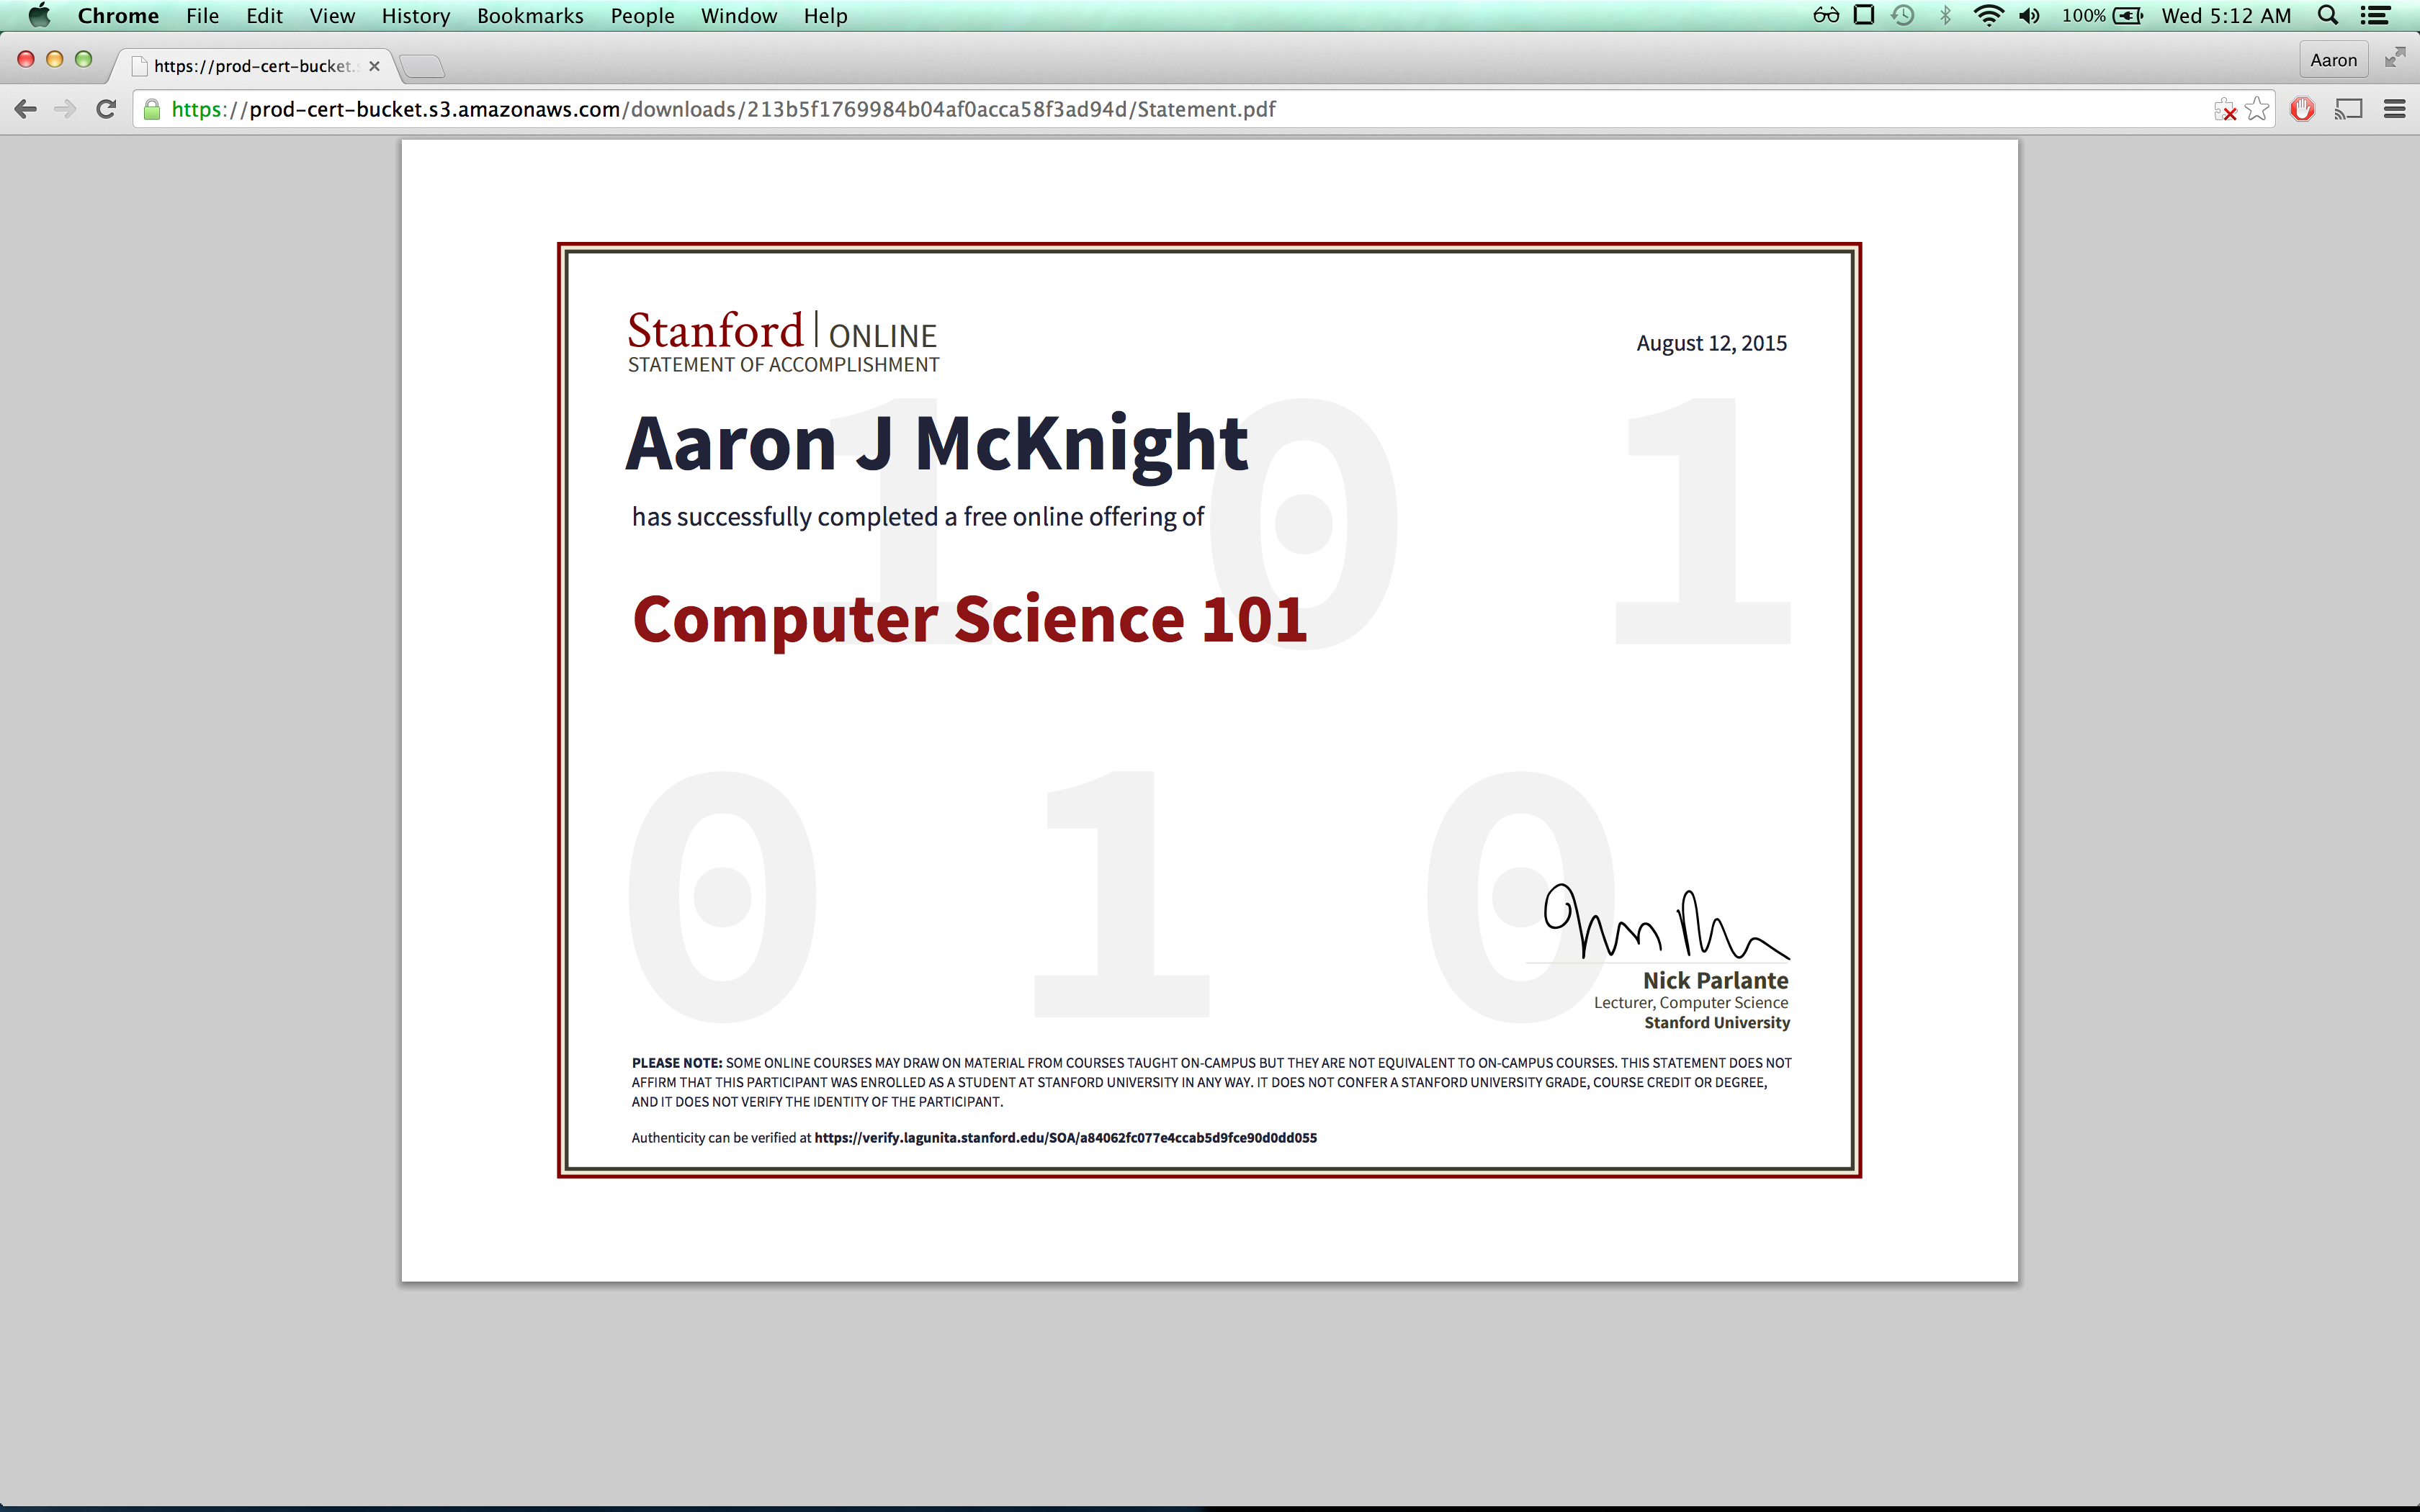 Chrome File Edit View History Bookmarks People Window Help 100% Wed 5:12 AM
https://prod-cert-bucket. Aaron
https://prod-cert-bucket.s3.amazonaws.com/downloads/213b5f1769984b04af0acca58f3ad94d/Statement.pdf
Stanford | ONLINE
STATEMENT OF ACCOMPLISHMENT
August 12, 2015
1 0 1
Aaron J McKnight
has successfully completed a free online offering of
Computer Science 101
0 1 0
Nick Parlante
Lecturer, Computer Science
Stanford University
PLEASE NOTE: SOME ONLINE COURSES MAY DRAW ON MATERIAL FROM COURSES TAUGHT ON-CAMPUS BUT THEY ARE NOT EQUIVALENT TO ON-CAMPUS COURSES. THIS STATEMENT DOES NOT
AFFIRM THAT THIS PARTICIPANT WAS ENROLLED AS A STUDENT AT STANFORD UNIVERSITY IN ANY WAY. IT DOES NOT CONFER A STANFORD UNIVERSITY GRADE, COURSE CREDIT OR DEGREE,
AND IT DOES NOT VERIFY THE IDENTITY OF THE PARTICIPANT.
Authenticity can be verified at https://verify.lagunita.stanford.edu/SOA/a84062fc077e4ccab5d9fce90d0dd055